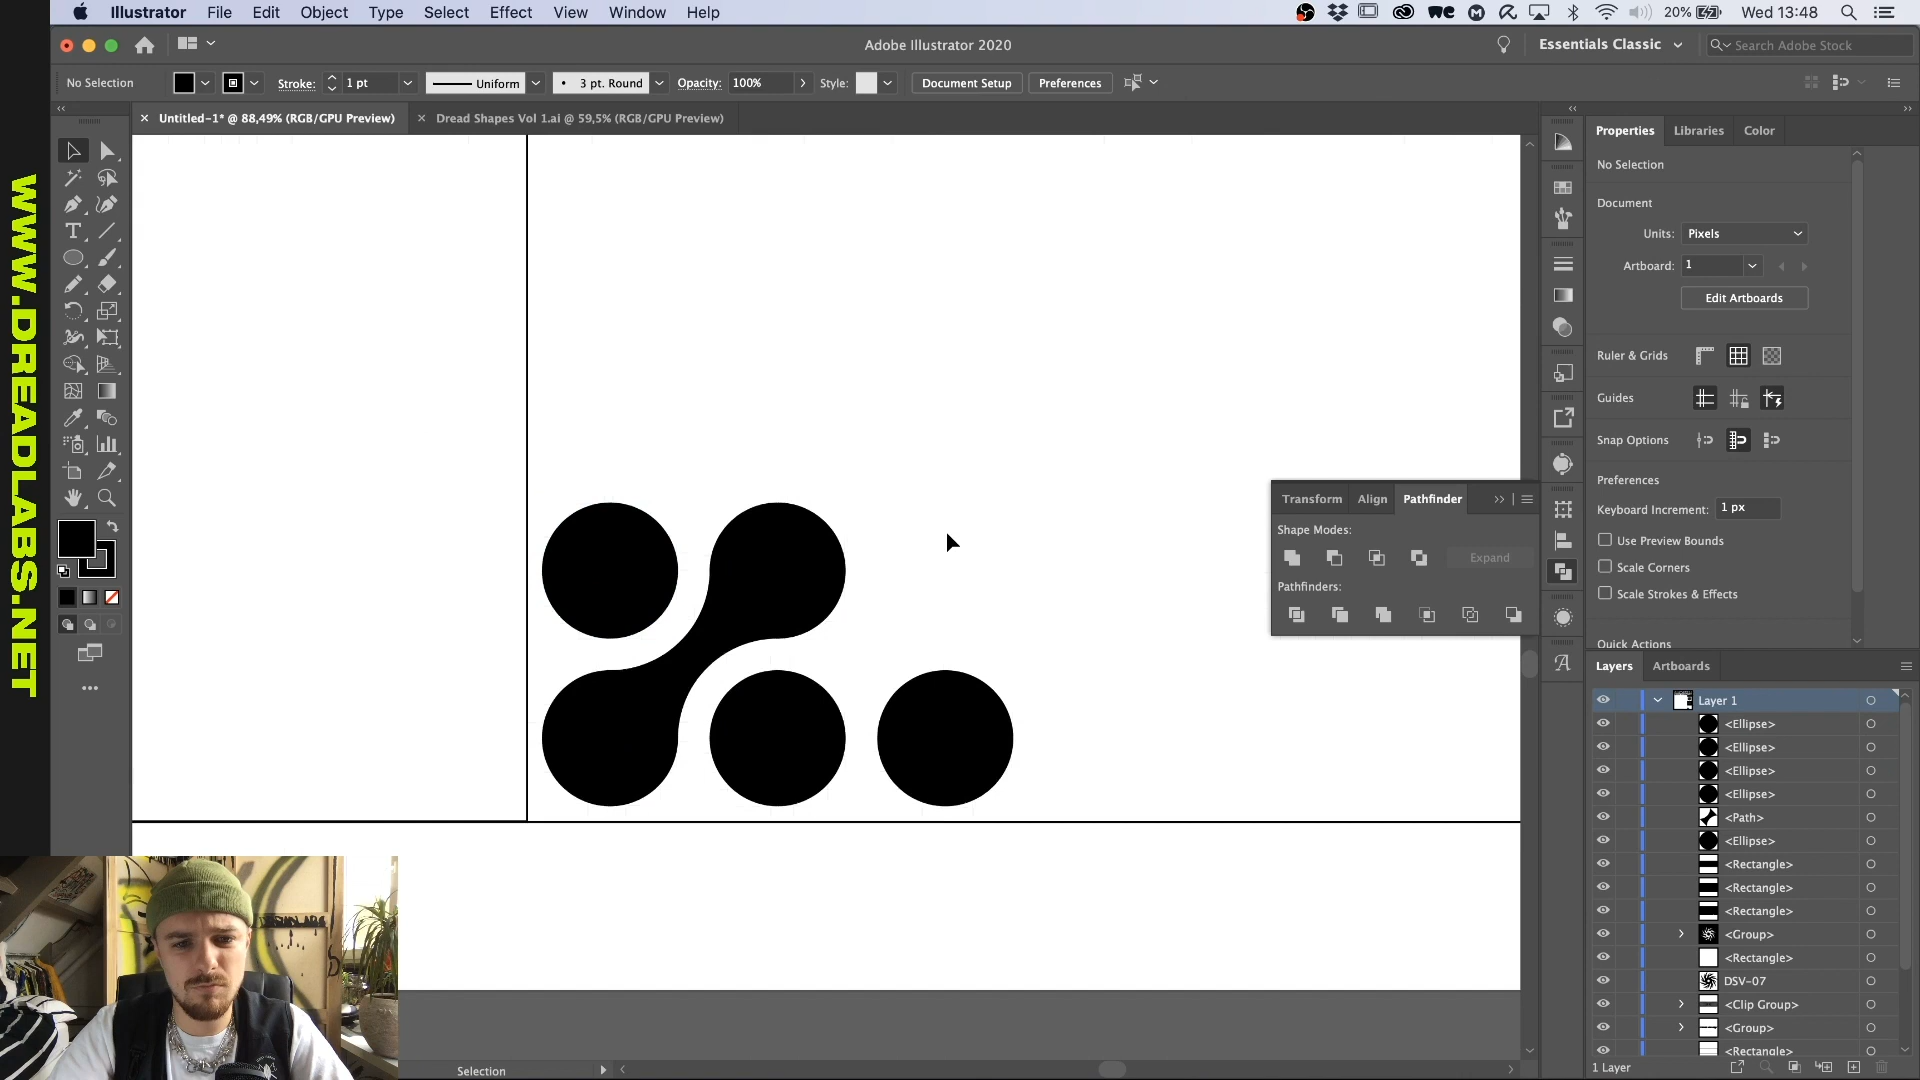 Illustrator File Edit Object Type Select Effect View Window Help
20% Wed 13:48
Adobe Illustrator 2020
Essentials Classic
Search Adobe Stock
No Selection
Stroke: 1 pt
Uniform
3 pt. Round
Opacity: 100%
Style:
Document Setup
Preferences
Untitled-1* @ 88,49% (RGB/GPU Preview)
Dread Shapes Vol 1.ai @ 59,5% (RGB/GPU Preview)
WWW.DREADLABS.NET
Transform Align Pathfinder
Shape Modes:
Expand
Pathfinders:
Properties Libraries Color
No Selection
Document
Units: Pixels
Artboard: 1
Edit Artboards
Ruler & Grids
Guides
Snap Options
Preferences
Keyboard Increment: 1 px
Use Preview Bounds
Scale Corners
Scale Strokes & Effects
Quick Actions
Layers Artboards
Layer 1
<Ellipse>
<Ellipse>
<Ellipse>
<Ellipse>
<Path>
<Ellipse>
<Rectangle>
<Rectangle>
<Rectangle>
<Group>
<Rectangle>
DSV-07
<Clip Group>
<Group>
<Rectangle>
1 Layer
Selection